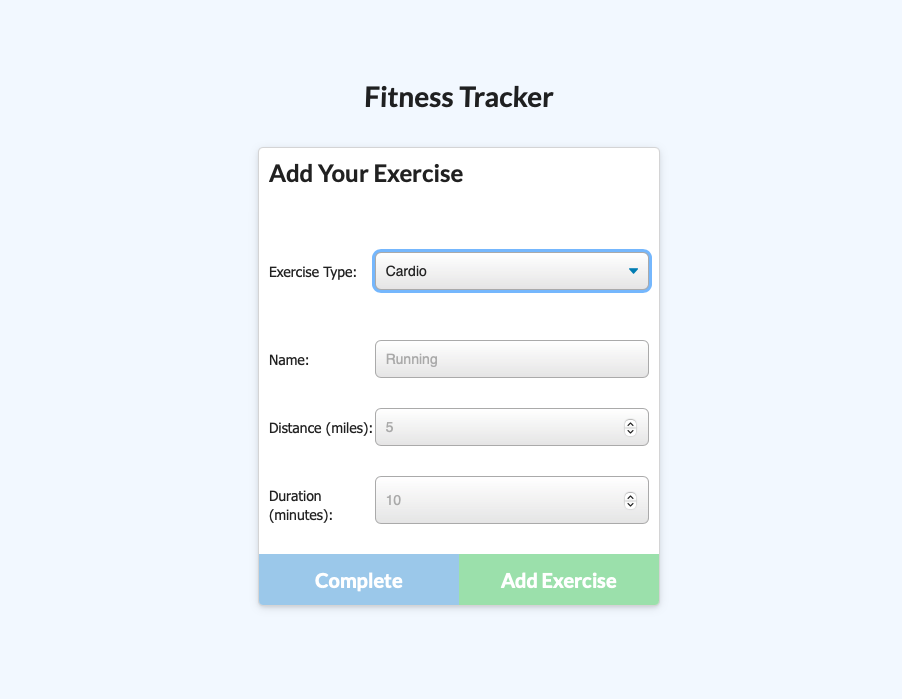 Fitness Tracker
Add Your Exercise
Exercise Type: Cardio
Name: Running
Distance (miles): 5
Duration
(minutes): 10
Complete Add Exercise